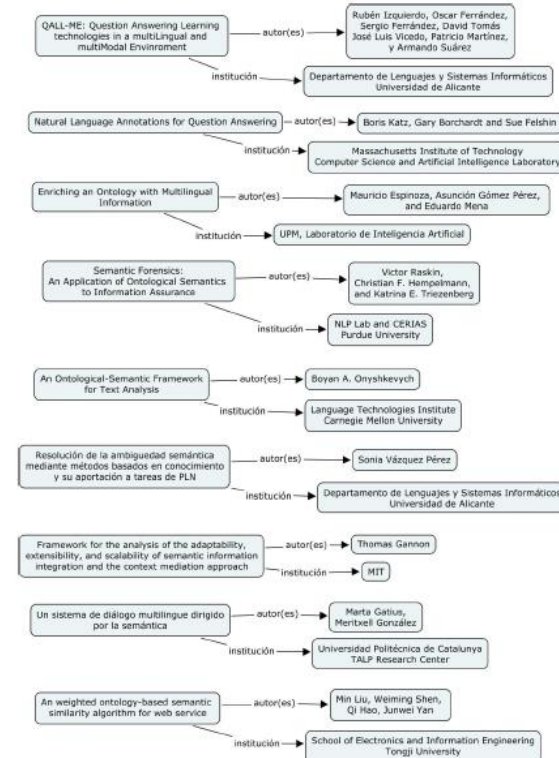 QALL-ME: Question Answering Learning
technologies in a multiLingual and
multiModal Envinroment
autor(es)
Rubén Izquierdo, Oscar Ferrández,
Sergio Ferrández, David Tomás
José Luis Vicedo, Patricio Martínez,
y Armando Suárez
institución
Departamento de Lenguajes y Sistemas Informáticos
Universidad de Alicante
Natural Language Annotations for Question Answering
autor(es)
Boris Katz, Gary Borchardt and Sue Felshin
institución
Massachusetts Institute of Technology
Computer Science and Artificial Intelligence Laboratory
Enriching an Ontology with Multilingual
Information
autor(es)
Mauricio Espinoza, Asunción Gómez Pérez,
and Eduardo Mena
institución
UPM, Laboratorio de Inteligencia Artificial
Semantic Forensics:
An Application of Ontological Semantics
to Information Assurance
autor(es)
Victor Raskin,
Christian F. Hempelmann,
and Katrina E. Triezenberg
institución
NLP Lab and CERIAS
Purdue University
An Ontological-Semantic Framework
for Text Analysis
autor(es)
Boyan A. Onyshkevych
institución
Language Technologies Institute
Carnegie Mellon University
Resolución de la ambiguedad semántica
mediante métodos basados en conocimiento
y su aportación a tareas de PLN
autor(es)
Sonia Vázquez Pérez
institución
Departamento de Lenguajes y Sistemas Informáticos
Universidad de Alicante
Framework for the analysis of the adaptability,
extensibility, and scalability of semantic information
integration and the context mediation approach
autor(es)
Thomas Gannon
institución
MIT
Un sistema de diálogo multilingue dirigido
por la semántica
autor(es)
Marta Gatius,
Meritxell González
institución
Universidad Politécnica de Catalunya
TALP Research Center
An weighted ontology-based semantic
similarity algorithm for web service
autor(es)
Min Liu, Weiming Shen,
Qi Hao, Junwei Yan
institución
School of Electronics and Information Engineering
Tongji University